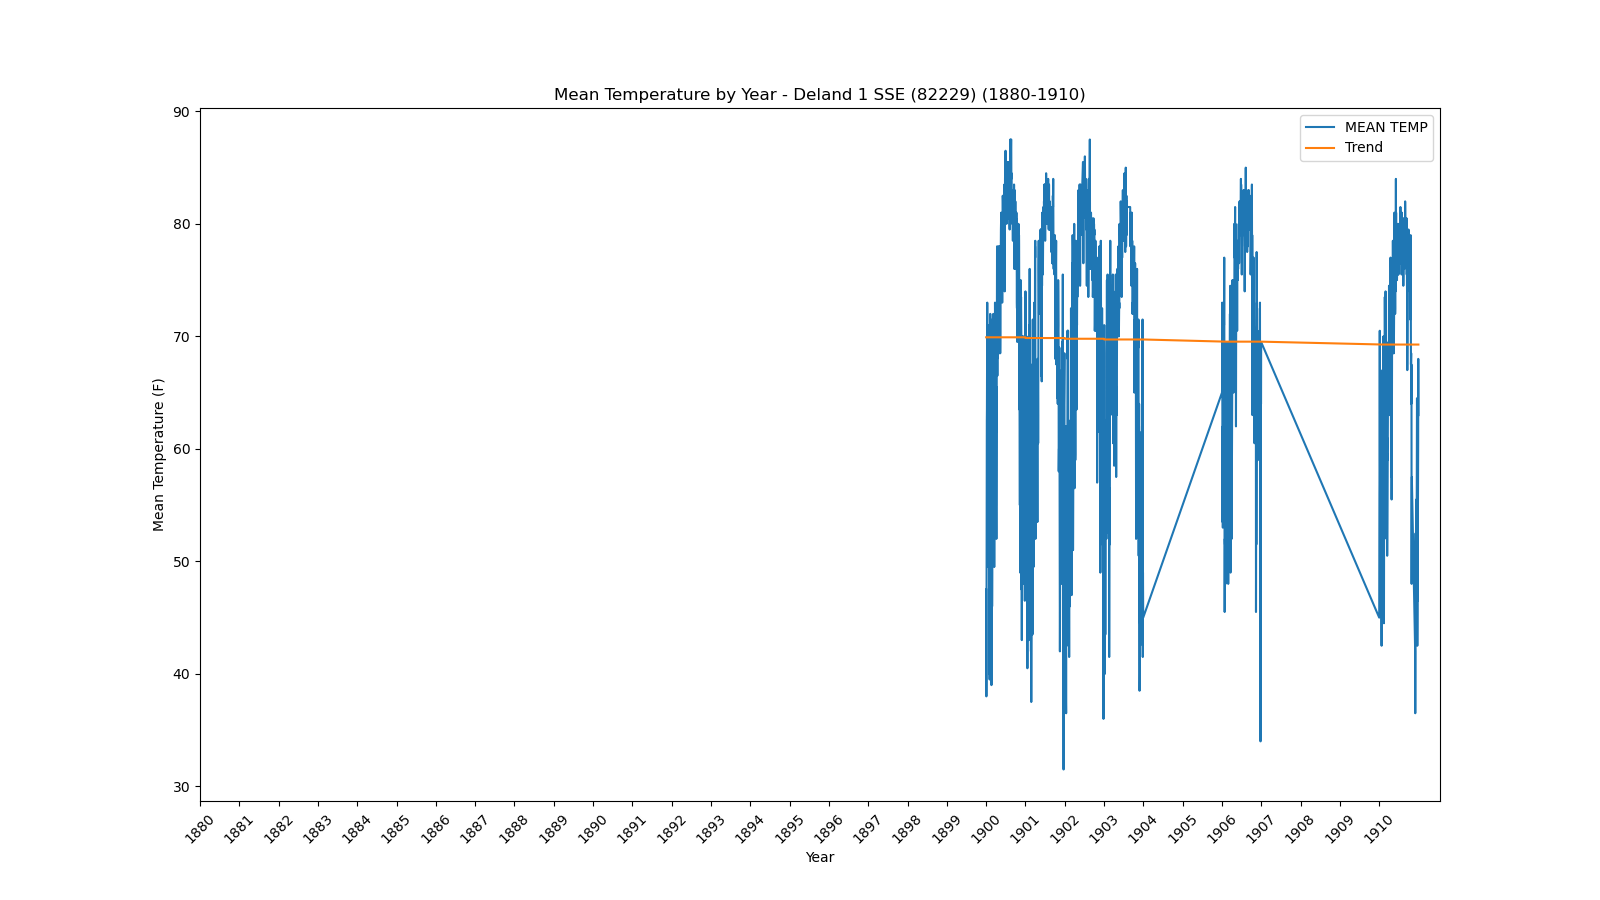 Mean Temperature by Year - Deland 1 SSE (82229) (1880-1910)
MEAN TEMP
Trend
Mean Temperature (F)
90
80
70
60
50
40
30
1880 1881 1882 1883 1884 1885 1886 1887 1888 1889 1890 1891 1892 1893 1894 1895 1896 1897 1898 1899 1900 1901 1902 1903 1904 1905 1906 1907 1908 1909 1910
Year